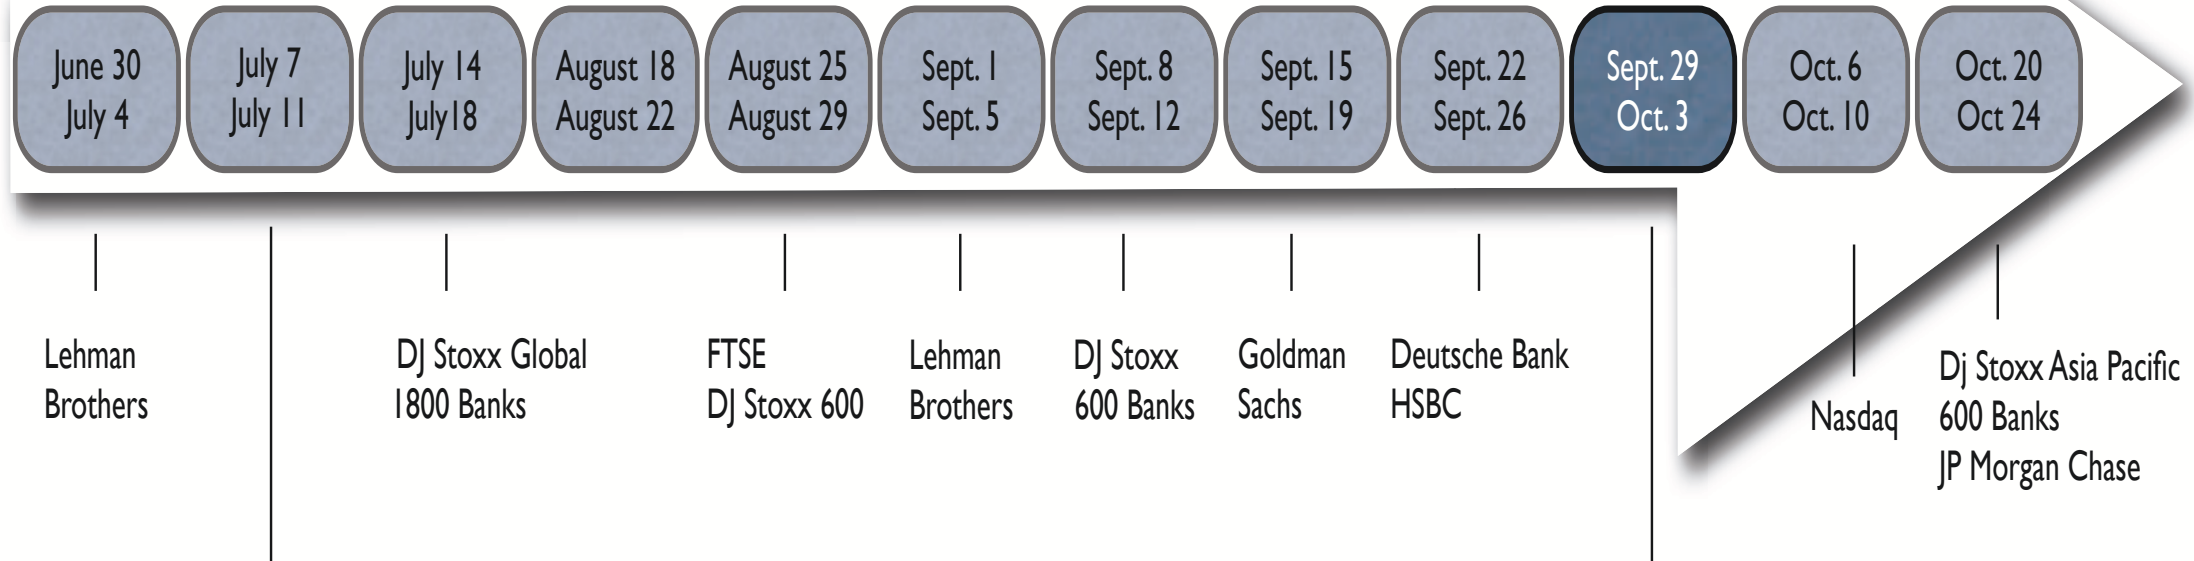 June 30
July 4
July 7
July 11
July 14
July18
August 18
August 22
August 25
August 29
Sept. 1
Sept. 5
Sept. 8
Sept. 12
Sept. 15
Sept. 19
Sept. 22
Sept. 26
Sept. 29
Oct. 3
Oct. 6
Oct. 10
Oct. 20
Oct 24
Lehman
Brothers
DJ Stoxx Global
1800 Banks
FTSE
DJ Stoxx 600
Lehman
Brothers
DJ Stoxx
600 Banks
Goldman
Sachs
Deutsche Bank
HSBC
Nasdaq
Dj Stoxx Asia Pacific
600 Banks
JP Morgan Chase